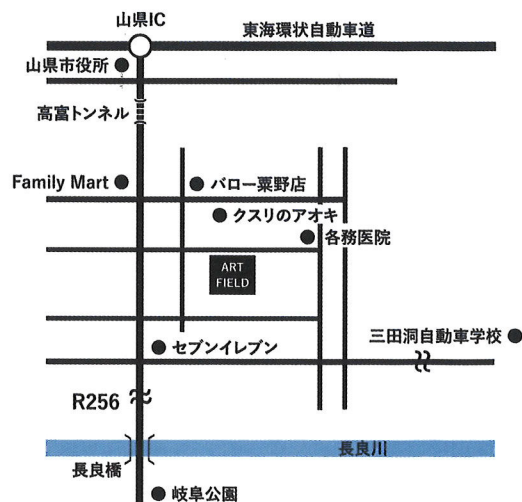 山県IC
東海環状自動車道
山県市役所
高富トンネル
Family Mart
バロー粟野店
クスリのアオキ
各務医院
ART
FIELD
三田洞自動車学校
セブンイレブン
R256
長良川
長良橋
岐阜公園